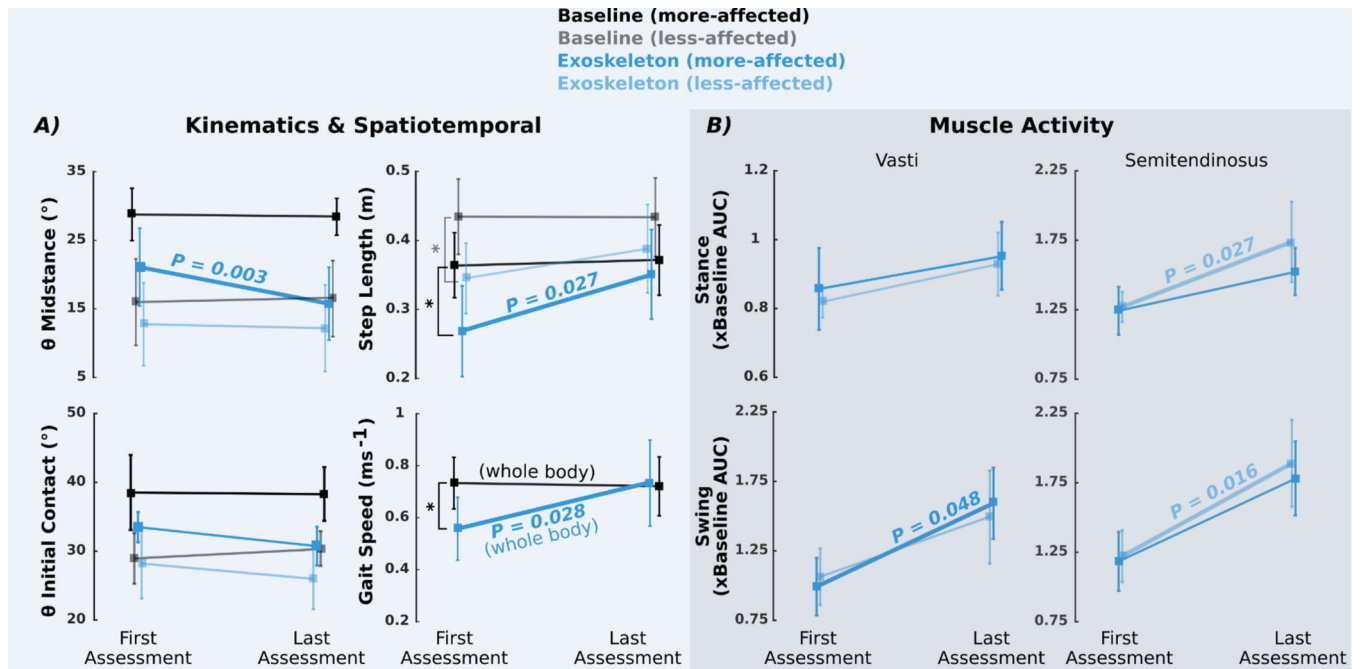 Baseline (more-affected)
Baseline (less-affected)
Exoskeleton (more-affected)
Exoskeleton (less-affected)
A)
Kinematics & Spatiotemporal
θ Midstance (°)
35
25
15
5
P = 0.003
Step Length (m)
0.5
0.4
0.3
0.2
*
*
P = 0.027
θ Initial Contact (°)
50
40
30
20
First
Assessment
Last
Assessment
Gait Speed (ms-1)
1
0.8
0.6
0.4
0.2
*
(whole body)
P = 0.028
(whole body)
First
Assessment
Last
Assessment
B)
Muscle Activity
Vasti
Stance
(xBaseline AUC)
1.2
1
0.8
0.6
Semitendinosus
2.25
1.75
1.25
0.75
P = 0.027
Swing
(xBaseline AUC)
2.25
1.75
1.25
0.75
P = 0.048
First
Assessment
Last
Assessment
2.25
1.75
1.25
0.75
P = 0.016
First
Assessment
Last
Assessment